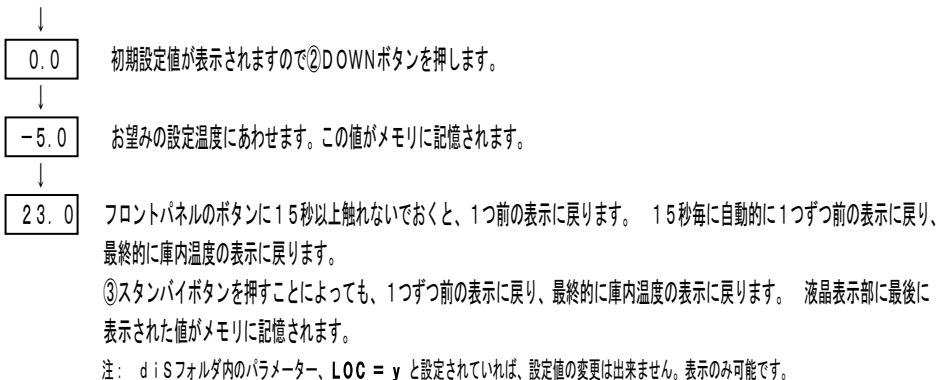 ↓
0.0 初期設定値が表示されますので②DOWNボタンを押します。
↓
-5.0 お望みの設定温度にあわせます。この値がメモリに記憶されます。
↓
23.0 フロントパネルのボタンに15秒以上触れないでおくと、1つ前の表示に戻ります。 15秒毎に自動的に1つずつ前の表示に戻り、
最終的に庫内温度の表示に戻ります。
③スタンバイボタンを押すことによっても、1つずつ前の表示に戻り、最終的に庫内温度の表示に戻ります。 液晶表示部に最後に
表示された値がメモリに記憶されます。
注: diSフォルダ内のパラメーター、LOC = y と設定されていれば、設定値の変更は出来ません。表示のみ可能です。